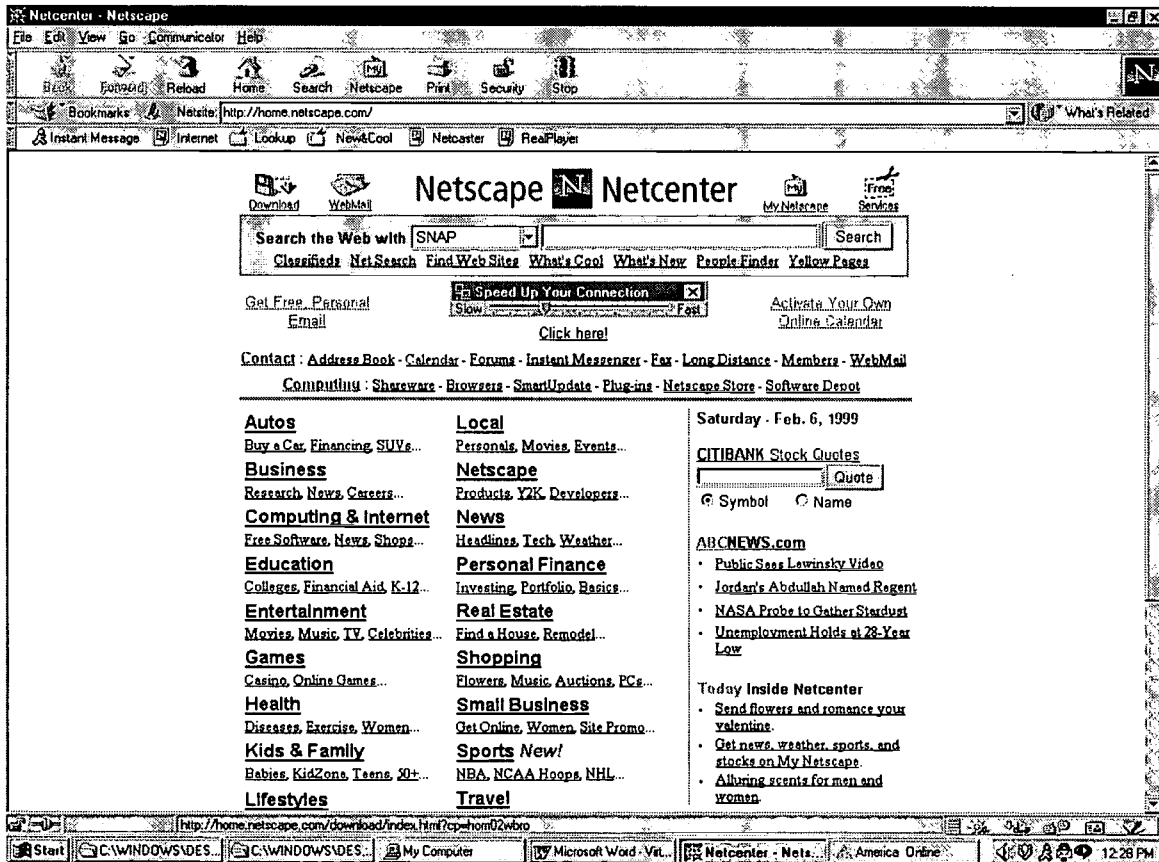 Netcenter - Netscape
File Edit View Go Communicator Help
Back Forward Reload Home Search Netscape Print Security Stop
Bookmarks Netsite: http://home.netscape.com/ What's Related
Instant Message Internet Lookup New&Cool Netcaster RealPlayer
Netscape N Netcenter
Download WebMail My Netscape Free Services
Search the Web with SNAP Search
Classifieds Net Search Find Web Sites What's Cool What's New People Finder Yellow Pages
Get Free, Personal Email
Speed Up Your Connection
Slow Fast
Click here!
Activate Your Own Online Calendar
Contact : Address Book - Calendar - Forums - Instant Messenger - Fax - Long Distance - Members - WebMail
Computing : Shareware - Browsers - SmartUpdate - Plug-ins - Netscape Store - Software Depot
Autos
Buy a Car, Financing, SUVs...
Business
Research, News, Careers...
Computing & Internet
Free Software, News, Shops...
Education
Colleges, Financial Aid, K-12...
Entertainment
Movies, Music, TV, Celebrities...
Games
Casino, Online Games...
Health
Diseases, Exercise, Women...
Kids & Family
Babies, KidZone, Teens, 50+...
Lifestyles
Local
Personals, Movies, Events...
Netscape
Products, Y2K, Developers...
News
Headlines, Tech, Weather...
Personal Finance
Investing, Portfolio, Basics...
Real Estate
Find a House, Remodel...
Shopping
Flowers, Music, Auctions, PCs...
Small Business
Get Online, Women, Site Promo...
Sports New!
NBA, NCAA Hoops, NHL...
Travel
Saturday - Feb. 6, 1999
CITIBANK Stock Quotes
Quote
Symbol Name
ABCNEWS.com
Public Sees Lewinsky Video
Jordan's Abdullah Named Regent
NASA Probe to Gather Stardust
Unemployment Holds at 28-Year
Low
Today Inside Netcenter
Send flowers and romance your
valentine.
Get news, weather, sports, and
stocks on My Netscape.
Alluring scents for men and
women.
http://home.netscape.com/download/index.html?cp=hom02wbro
Start C:\WINDOWS\DES... C:\WINDOWS\DES... My Computer Microsoft Word - Virt... Netcenter - Nets... America Online 12:28 PM